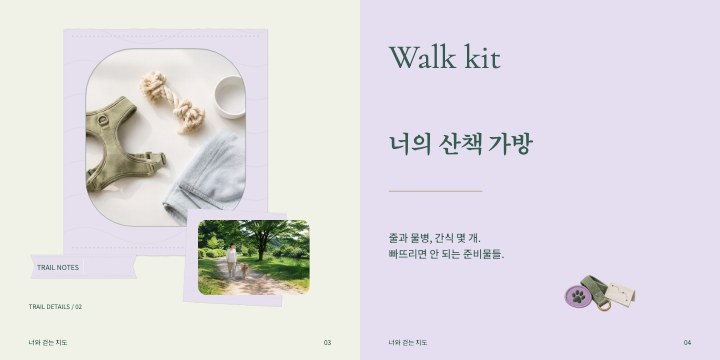 TRAIL NOTES
TRAIL DETAILS / 02
너와 걷는 지도
03
Walk kit
너의 산책 가방
줄과 물병, 간식 몇 개.
빠뜨리면 안 되는 준비물들.
너와 걷는 지도
04